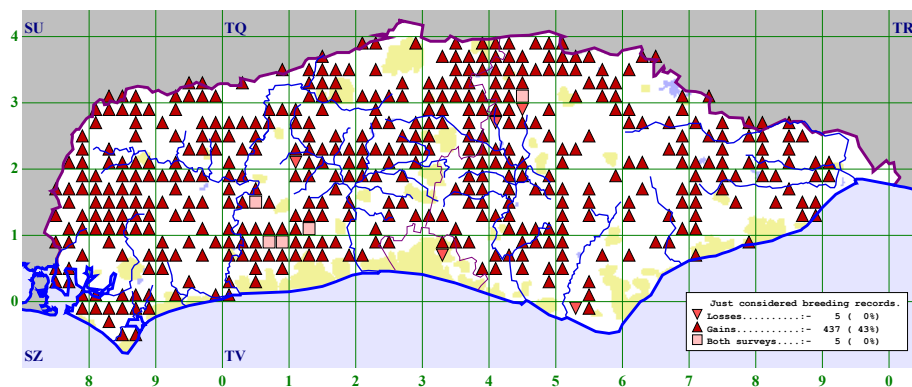 SU TQ TR
4
3
2
1
0
Just considered breeding records.
Losses..........:- 5 ( 0%)
Gains...........:- 437 ( 43%)
Both surveys....:- 5 ( 0%)
SZ TV
8 9 0 1 2 3 4 5 6 7 8 9 0